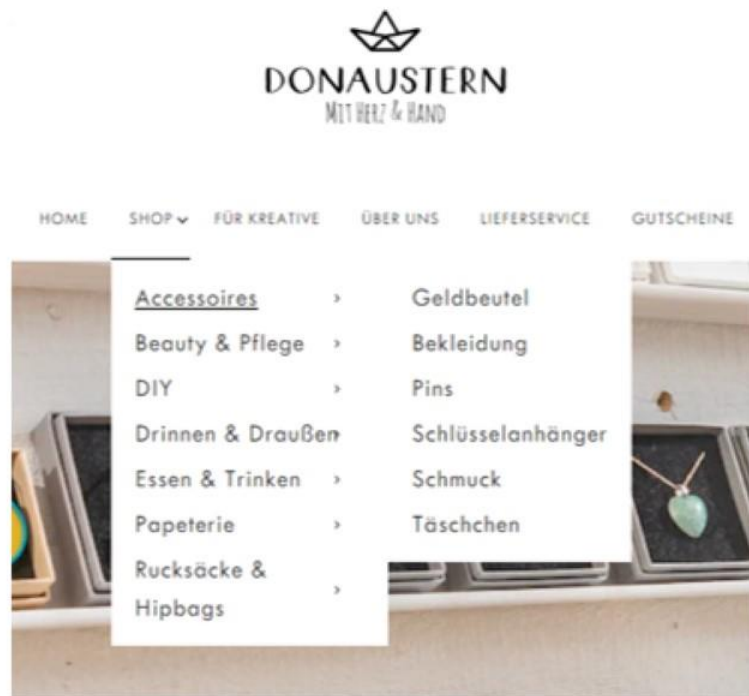 DONAUSTERN
MIT HERZ & HAND
HOME SHOP FÜR KREATIVE ÜBER UNS LIEFERSERVICE GUTSCHEINE
Accessoires
Beauty & Pflege
DIY
Drinnen & Draußen
Essen & Trinken
Papeterie
Rucksäcke &
Hipbags
Geldbeutel
Bekleidung
Pins
Schlüsselanhänger
Schmuck
Täschchen